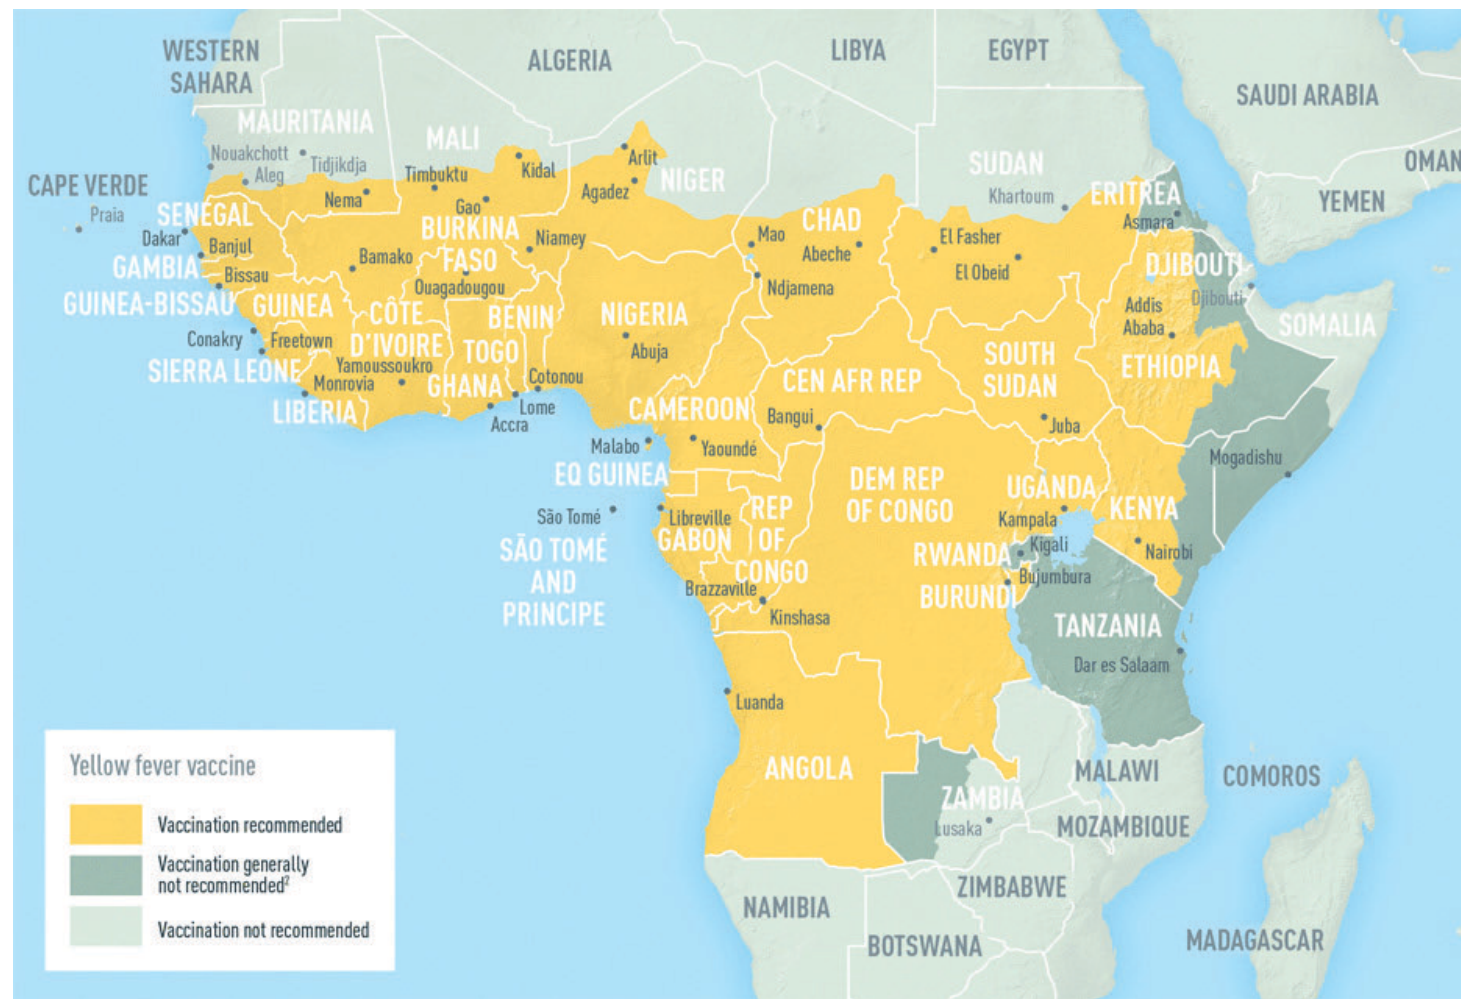 WESTERN
SAHARA
ALGERIA
LIBYA
EGYPT
SAUDI ARABIA
MAURITANIA
MALI
Nouakchott
Tidjikdja
Aleg
Timbuktu
Kidal
Arlit
NIGER
SUDAN
OMAN
CAPE VERDE
Praia
Nema
Gao
Agadez
Khartoum
ERITREA
Asmara
YEMEN
SENEGAL
Dakar
Banjul
BURKINA
FASO
Niamey
CHAD
Mao
Abeche
El Fasher
El Obeid
GAMBIA
Bissau
Bamako
Ouagadougou
Ndjamena
DJIBOUTI
Djibouti
GUINEA-BISSAU
GUINEA
CÔTE
D'IVOIRE
BENIN
NIGERIA
Abuja
Addis
Ababa
SOMALIA
Conakry
Freetown
SIERRA LEONE
Monrovia
Yamoussoukro
TOGO
GHANA
Cotonou
Lome
Accra
LIBERIA
CEN AFR REP
SOUTH
SUDAN
ETHIOPIA
CAMEROON
Bangui
Juba
Malabo
Yaoundé
EQ GUINEA
Mogadishu
DEM REP
OF CONGO
UGANDA
Kampala
KENYA
Nairobi
São Tomé
Libreville
GABON
REP
OF
CONGO
SÃO TOMÉ
AND
PRINCIPE
RWANDA
Kigali
Bujumbura
BURUNDI
Brazzaville
Kinshasa
TANZANIA
Dar es Salaam
Luanda
ANGOLA
ZAMBIA
Lusaka
MALAWI
COMOROS
MOZAMBIQUE
ZIMBABWE
NAMIBIA
BOTSWANA
MADAGASCAR
Yellow fever vaccine
Vaccination recommended
Vaccination generally
not recommended²
Vaccination not recommended